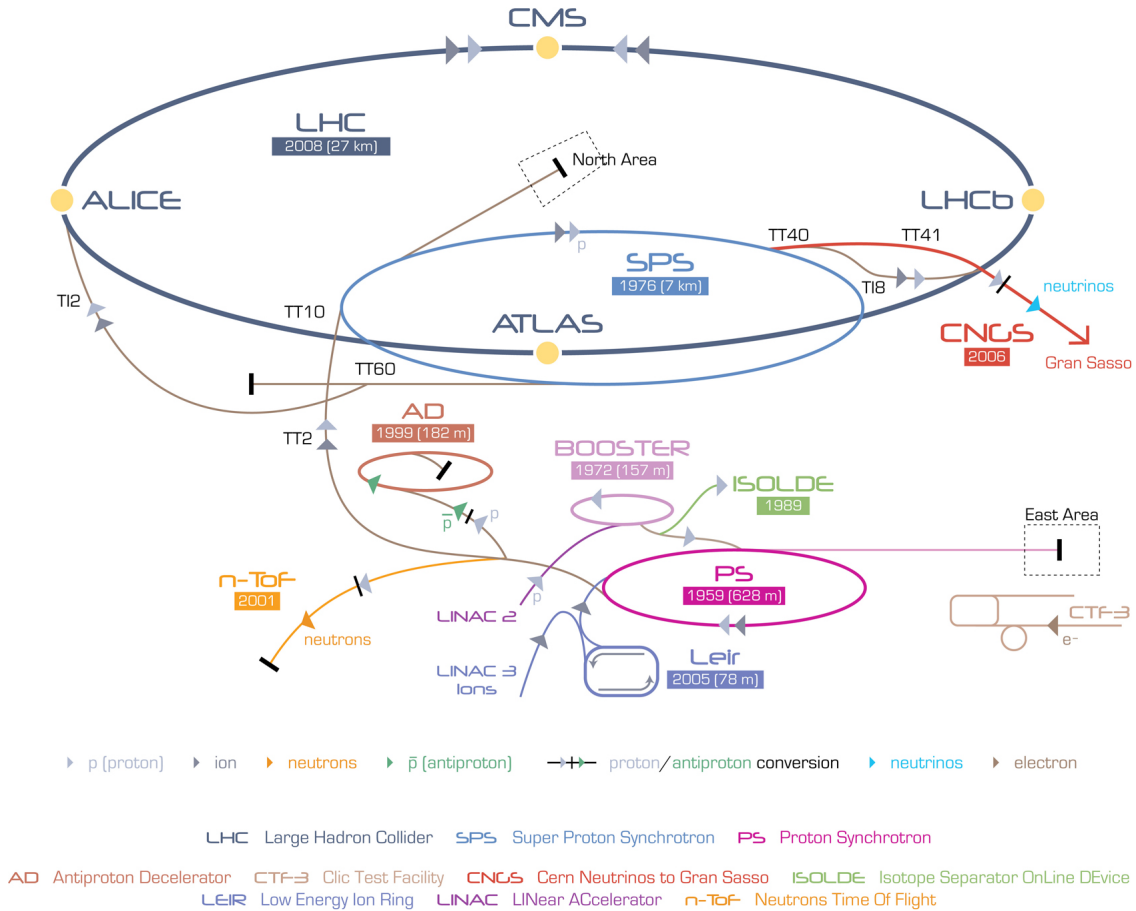 CMS
LHC
2008 (27 km)
North Area
ALICE
LHCb
TT40
TT41
p
SPS
1976 (7 km)
TI8
neutrinos
TI2
TT10
ATLAS
CNGS
2006
Gran Sasso
TT60
AD
1999 (182 m)
TT2
BOOSTER
1972 (157 m)
ISOLDE
1989
p̅
p
East Area
n-ToF
2001
PS
1959 (628 m)
LINAC 2
p
neutrons
CTF-3
e⁻
LINAC 3
Ions
Leir
2005 (78 m)
p (proton)
ion
neutrons
p̅ (antiproton)
proton/antiproton conversion
neutrinos
electron
LHC Large Hadron Collider
SPS Super Proton Synchrotron
PS Proton Synchrotron
AD Antiproton Decelerator
CTF-3 Clic Test Facility
CNGS Cern Neutrinos to Gran Sasso
ISOLDE Isotope Separator OnLine DEvice
LEIR Low Energy Ion Ring
LINAC LINear ACcelerator
n-ToF Neutrons Time Of Flight